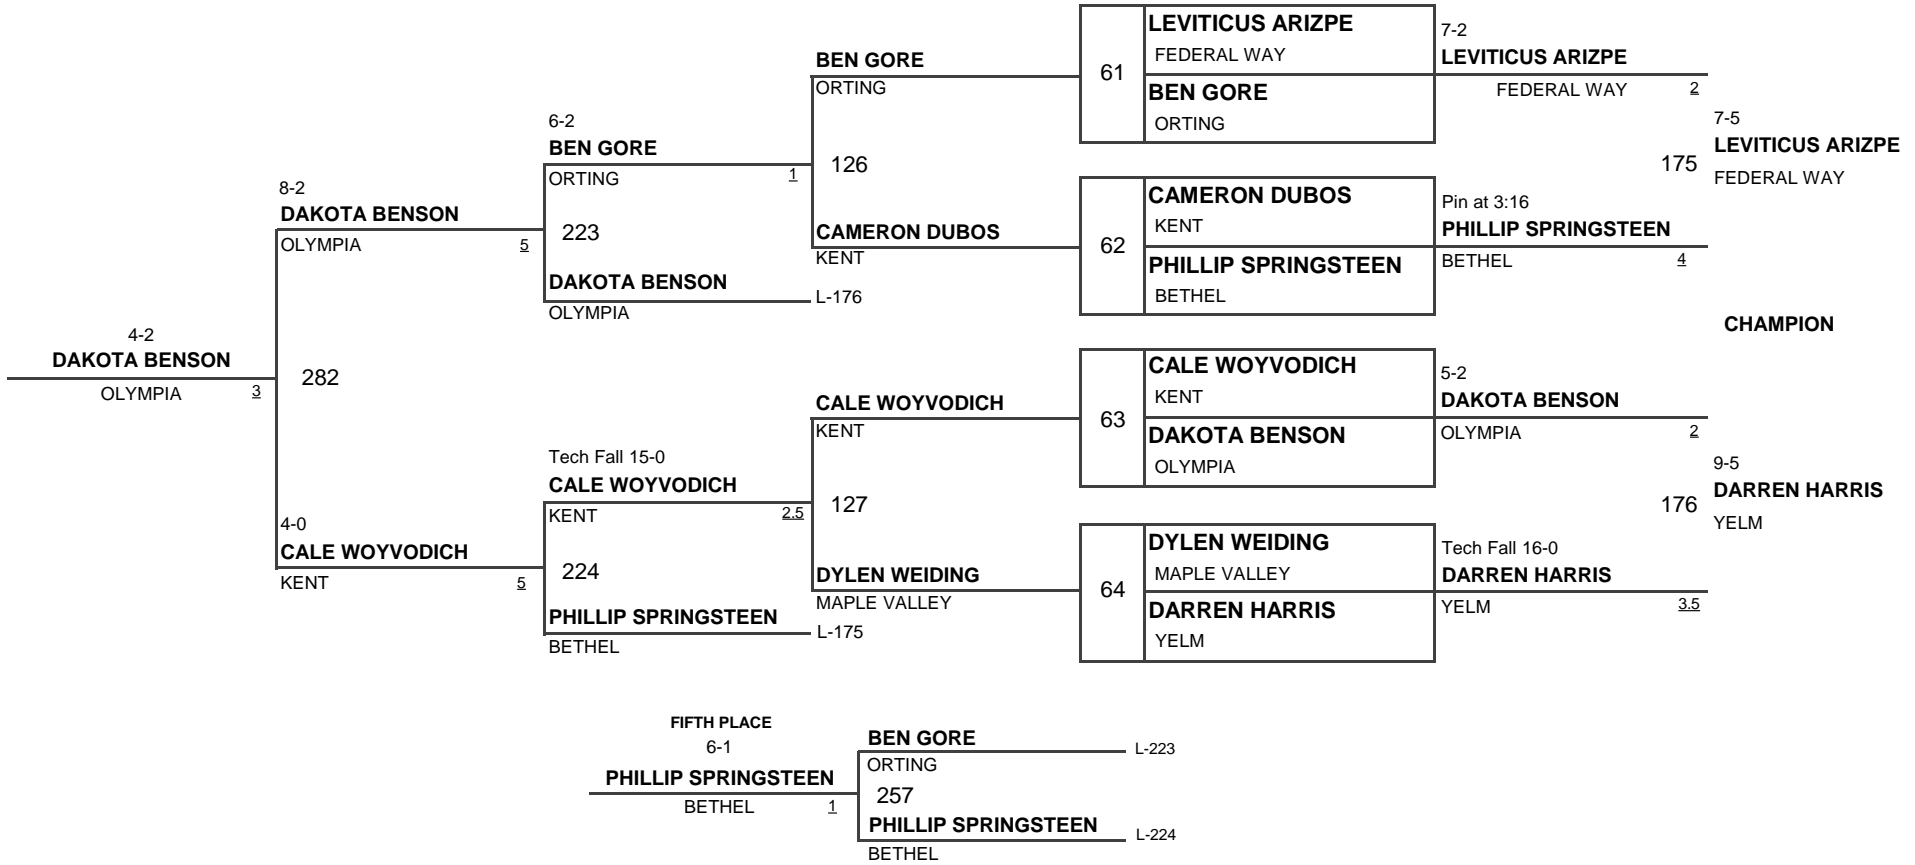 LEVITICUS ARIZPE
FEDERAL WAY
61
BEN GORE
ORTING
7-2
LEVITICUS ARIZPE
FEDERAL WAY 2
7-5
LEVITICUS ARIZPE
175
FEDERAL WAY
CAMERON DUBOS
KENT
62
PHILLIP SPRINGSTEEN
BETHEL
Pin at 3:16
PHILLIP SPRINGSTEEN
BETHEL 4
CHAMPION
CALE WOYVODICH
KENT
63
DAKOTA BENSON
OLYMPIA
5-2
DAKOTA BENSON
OLYMPIA 2
9-5
DARREN HARRIS
176
YELM
DYLEN WEIDING
MAPLE VALLEY
64
DARREN HARRIS
YELM
Tech Fall 16-0
DARREN HARRIS
YELM 3.5
BEN GORE
ORTING
126
CAMERON DUBOS
KENT
6-2
BEN GORE
ORTING 1
223
DAKOTA BENSON
L-176
OLYMPIA
8-2
DAKOTA BENSON
OLYMPIA 5
4-2
DAKOTA BENSON
OLYMPIA 3
282
CALE WOYVODICH
KENT
127
DYLEN WEIDING
MAPLE VALLEY
Tech Fall 15-0
CALE WOYVODICH
KENT 2.5
224
PHILLIP SPRINGSTEEN
L-175
BETHEL
4-0
CALE WOYVODICH
KENT 5
FIFTH PLACE
6-1
PHILLIP SPRINGSTEEN
BETHEL 1
BEN GORE
L-223
ORTING
257
PHILLIP SPRINGSTEEN
L-224
BETHEL